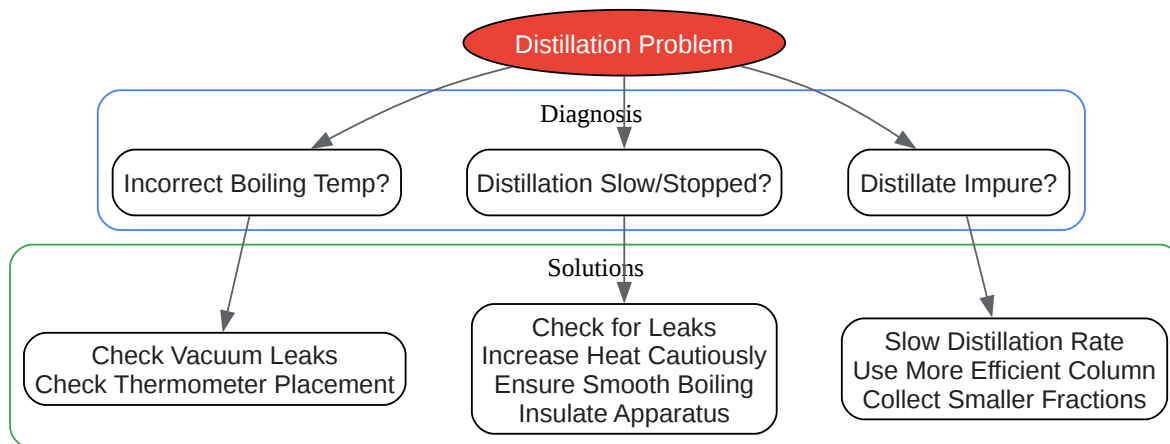 Distillation Problem
Diagnosis
Incorrect Boiling Temp?
Distillation Slow/Stopped?
Distillate Impure?
Solutions
Check Vacuum Leaks
Check Thermometer Placement
Check for Leaks
Increase Heat Cautiously
Ensure Smooth Boiling
Insulate Apparatus
Slow Distillation Rate
Use More Efficient Column
Collect Smaller Fractions